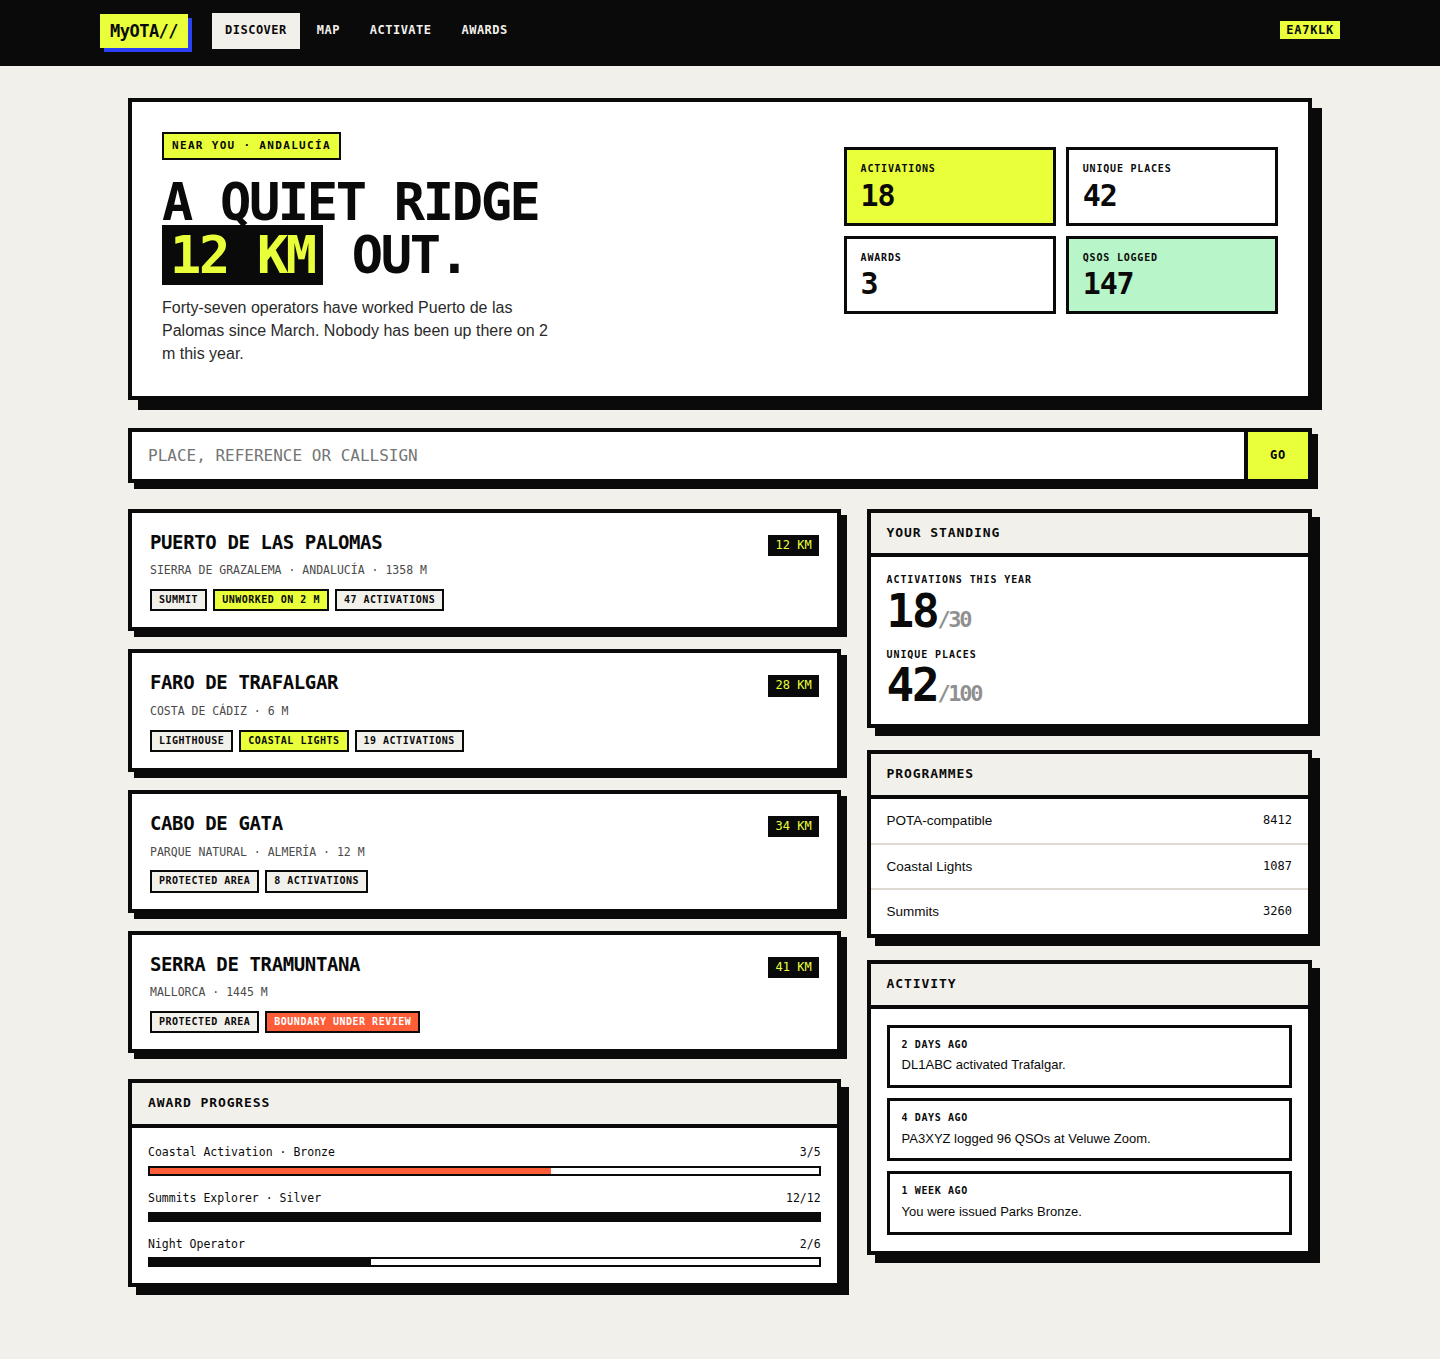 MyOTA//
DISCOVER
MAP
ACTIVATE
AWARDS
EA7KLK
NEAR YOU · ANDALUCÍA
A QUIET RIDGE
12 KM OUT.
Forty-seven operators have worked Puerto de las
Palomas since March. Nobody has been up there on 2
m this year.
ACTIVATIONS
18
UNIQUE PLACES
42
AWARDS
3
QSOS LOGGED
147
PLACE, REFERENCE OR CALLSIGN
GO
PUERTO DE LAS PALOMAS
12 KM
SIERRA DE GRAZALEMA · ANDALUCÍA · 1358 M
SUMMIT
UNWORKED ON 2 M
47 ACTIVATIONS
FARO DE TRAFALGAR
28 KM
COSTA DE CÁDIZ · 6 M
LIGHTHOUSE
COASTAL LIGHTS
19 ACTIVATIONS
CABO DE GATA
34 KM
PARQUE NATURAL · ALMERÍA · 12 M
PROTECTED AREA
8 ACTIVATIONS
SERRA DE TRAMUNTANA
41 KM
MALLORCA · 1445 M
PROTECTED AREA
BOUNDARY UNDER REVIEW
AWARD PROGRESS
Coastal Activation · Bronze
3/5
Summits Explorer · Silver
12/12
Night Operator
2/6
YOUR STANDING
ACTIVATIONS THIS YEAR
18/30
UNIQUE PLACES
42/100
PROGRAMMES
POTA-compatible
8412
Coastal Lights
1087
Summits
3260
ACTIVITY
2 DAYS AGO
DL1ABC activated Trafalgar.
4 DAYS AGO
PA3XYZ logged 96 QSOs at Veluwe Zoom.
1 WEEK AGO
You were issued Parks Bronze.